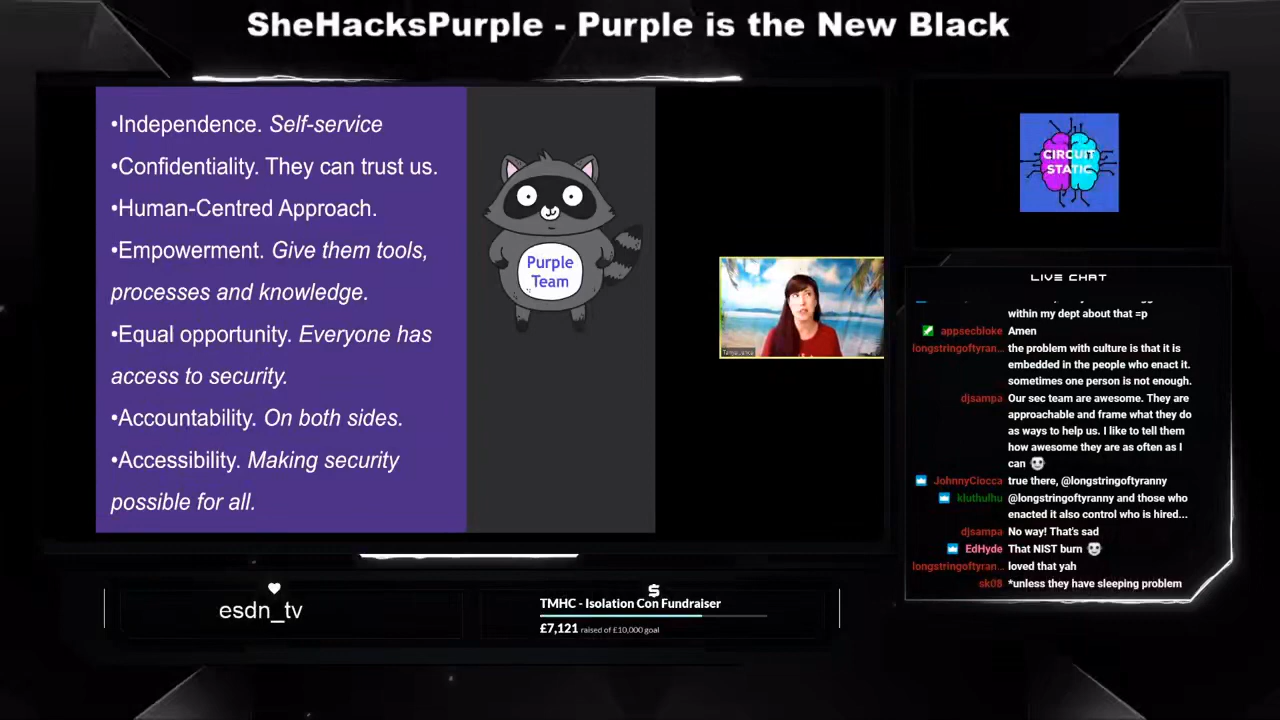 SheHacksPurple - Purple is the New Black
•Independence. Self-service
•Confidentiality. They can trust us.
•Human-Centred Approach.
•Empowerment. Give them tools,
processes and knowledge.
•Equal opportunity. Everyone has
access to security.
•Accountability. On both sides.
•Accessibility. Making security
possible for all.
Purple
Team
CIRCUIT
STATIC
LIVE CHAT
within my dept about that =p
appsecbloke Amen
longstringoftyran... the problem with culture is that it is
embedded in the people who enact it.
sometimes one person is not enough.
djsampa Our sec team are awesome. They are
approachable and frame what they do
as ways to help us. I like to tell them
how awesome they are as often as I
can
JohnnyCiocca true there, @longstringoftyranny
kluthulhu @longstringoftyranny and those who
enacted it also control who is hired...
djsampa No way! That's sad
EdHyde That NIST burn
longstringoftyran... loved that yah
sk08 *unless they have sleeping problem
esdn_tv
$
TMHC - Isolation Con Fundraiser
£7,121 raised of £10,000 goal